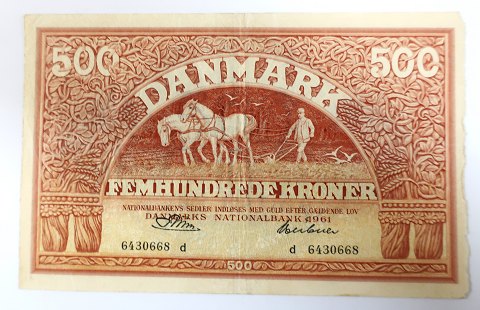 500 500
DANMARK
FEMHUNDREDE KRONER
NATIONALBANKENS SEDLER INDLØSES MED GULD EFTER GÆLDENDE LOV
DANMARKS NATIONALBANK 1961
6430668 d d 6430668
500